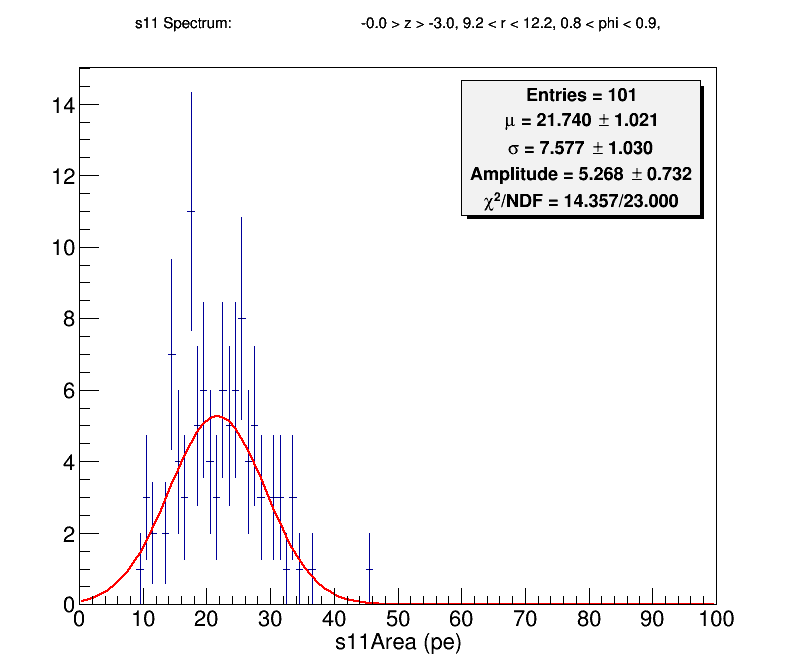 s11 Spectrum: -0.0 > z > -3.0, 9.2 < r < 12.2, 0.8 < phi < 0.9,
Entries = 101
μ = 21.740 ± 1.021
σ = 7.577 ± 1.030
Amplitude = 5.268 ± 0.732
χ²/NDF = 14.357/23.000
14
12
10
8
6
4
2
0
0 10 20 30 40 50 60 70 80 90 100
s11Area (pe)